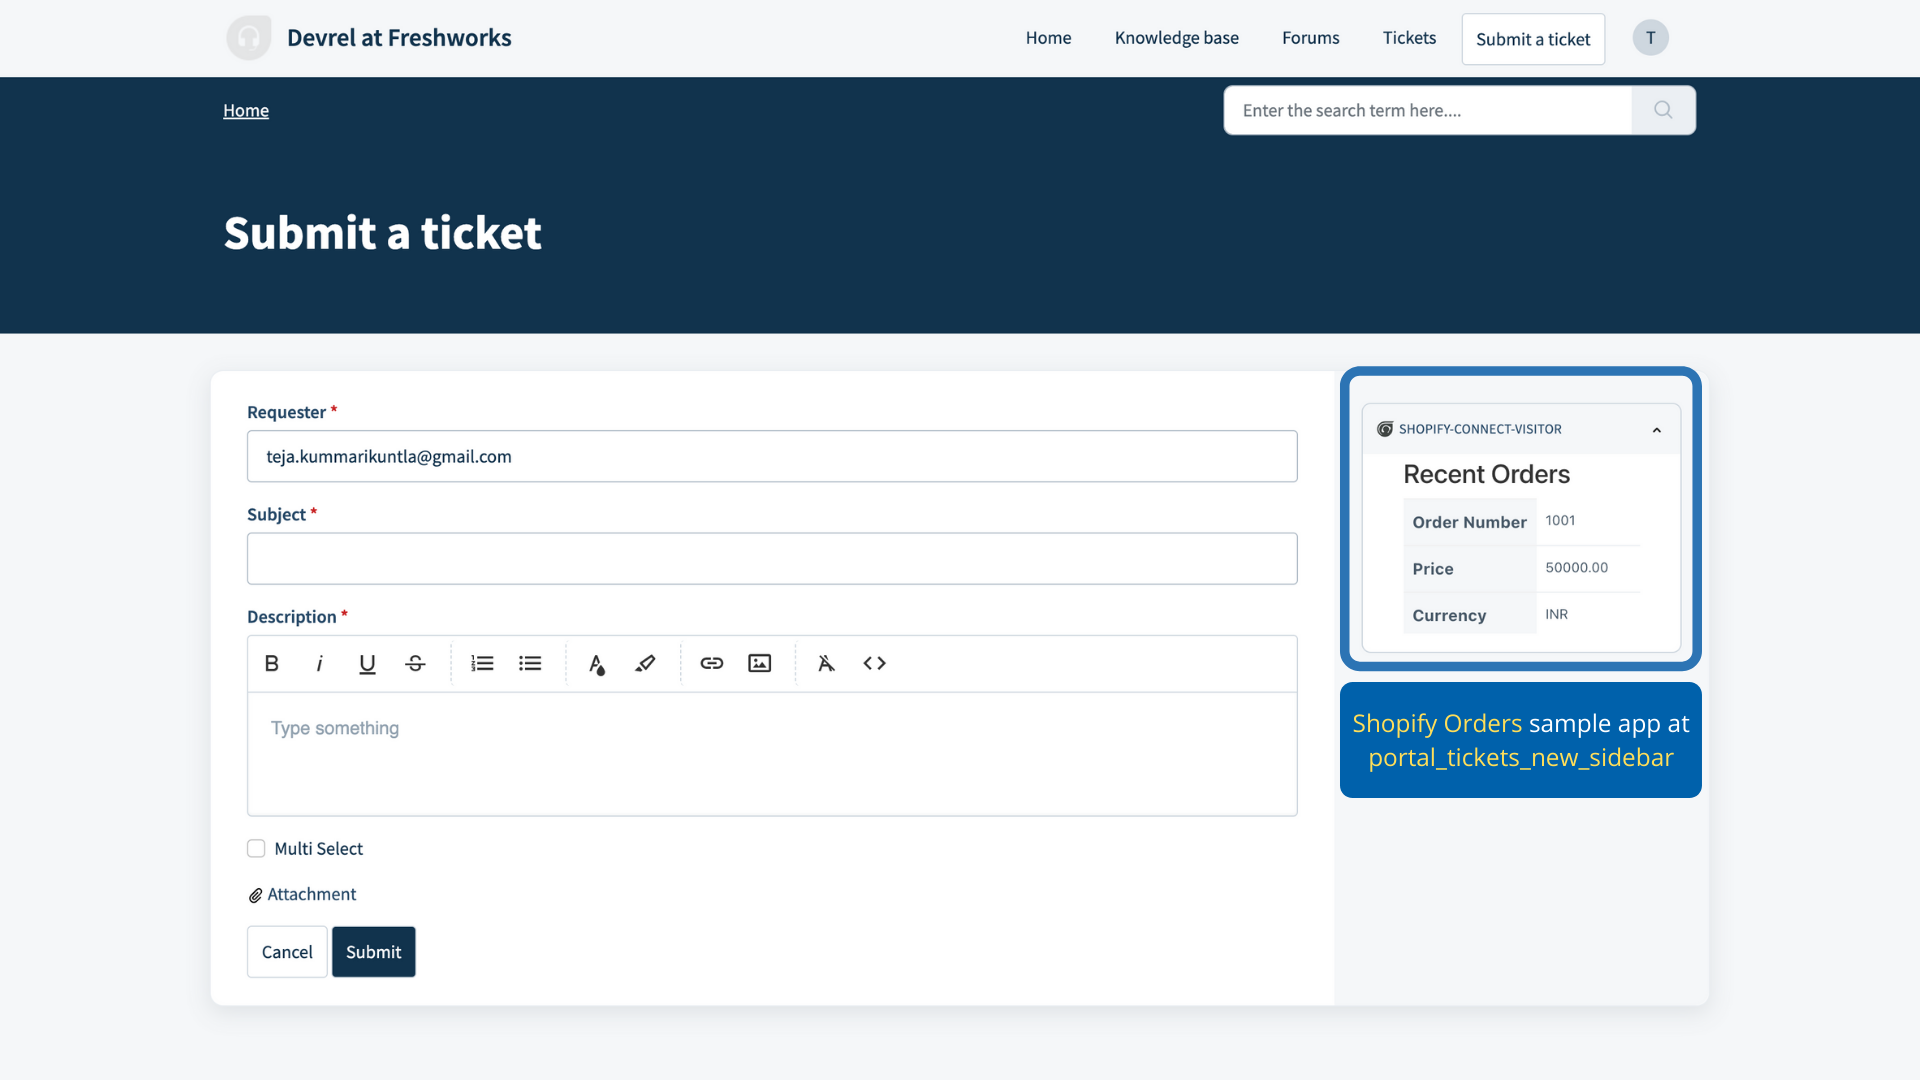 Devrel at Freshworks
Home
Knowledge base
Forums
Tickets
Submit a ticket
T
Home
Enter the search term here....
Submit a ticket
Requester *
teja.kummarikuntla@gmail.com
Subject *
Description *
B i U S A A <>
Type something
Multi Select
Attachment
Cancel
Submit
SHOPIFY-CONNECT-VISITOR
Recent Orders
Order Number 1001
Price 50000.00
Currency INR
Shopify Orders sample app at
portal_tickets_new_sidebar